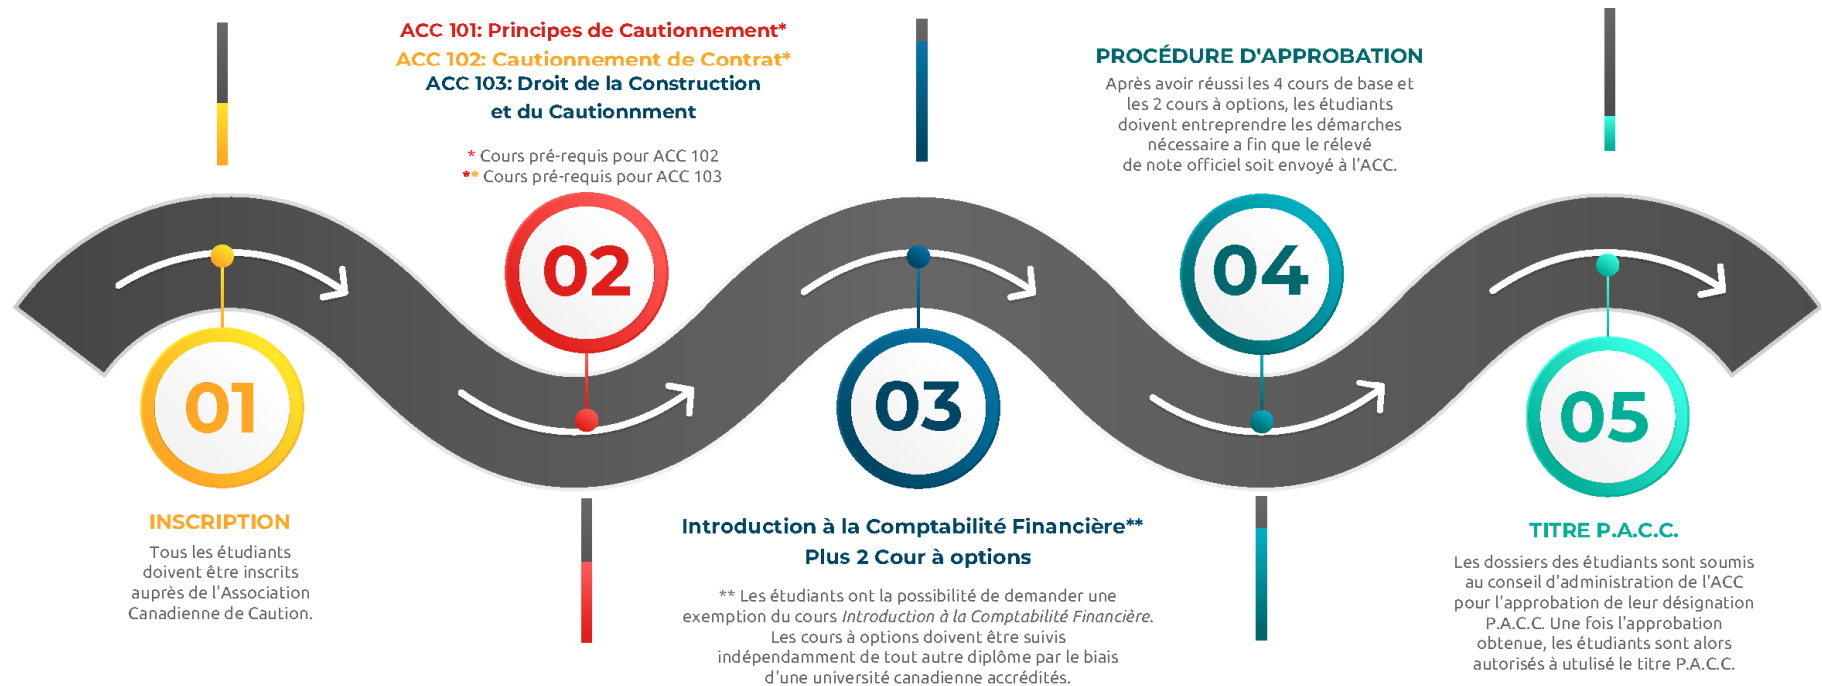 01
INSCRIPTION
Tous les étudiants
doivent être inscrits
auprès de l'Association
Canadienne de Caution.
ACC 101: Principes de Cautionnement*
ACC 102: Cautionnement de Contrat*
ACC 103: Droit de la Construction
et du Cautionnment
* Cours pré-requis pour ACC 102
** Cours pré-requis pour ACC 103
02
03
Introduction à la Comptabilité Financière**
Plus 2 Cour à options
** Les étudiants ont la possibilité de demander une
exemption du cours Introduction à la Comptabilité Financière.
Les cours à options doivent être suivis
indépendamment de tout autre diplôme par le biais
d'une université canadienne accrédités.
PROCÉDURE D'APPROBATION
Après avoir réussi les 4 cours de base et
les 2 cours à options, les étudiants
doivent entreprendre les démarches
nécessaire a fin que le rélevé
de note officiel soit envoyé à l'ACC.
04
05
TITRE P.A.C.C.
Les dossiers des étudiants sont soumis
au conseil d'administration de l'ACC
pour l'approbation de leur désignation
P.A.C.C. Une fois l'approbation
obtenue, les étudiants sont alors
autorisés à utulisé le titre P.A.C.C.